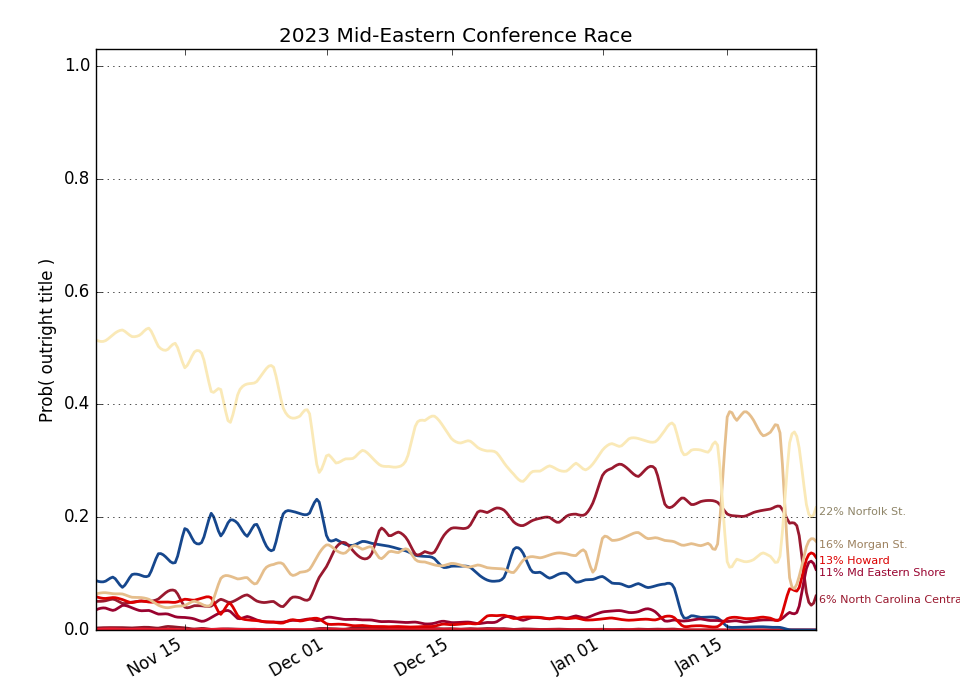 2023 Mid-Eastern Conference Race
Prob( outright title )
1.0
0.8
0.6
0.4
0.2
0.0
22% Norfolk St.
16% Morgan St.
13% Howard
11% Md Eastern Shore
6% North Carolina Centra
Nov 15
Dec 01
Dec 15
Jan 01
Jan 15